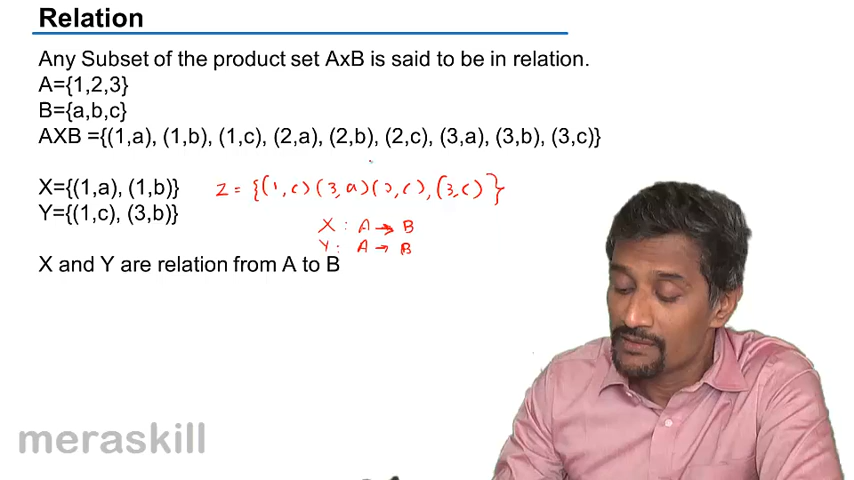 Relation
Any Subset of the product set AxB is said to be in relation.
A={1,2,3}
B={a,b,c}
AXB ={(1,a), (1,b), (1,c), (2,a), (2,b), (2,c), (3,a), (3,b), (3,c)}
X={(1,a), (1,b)} Z = {(1,c)(3,a)( ,c),(3,c)}
Y={(1,c), (3,b)}
X : A → B
Y : A → B
X and Y are relation from A to B
meraskill